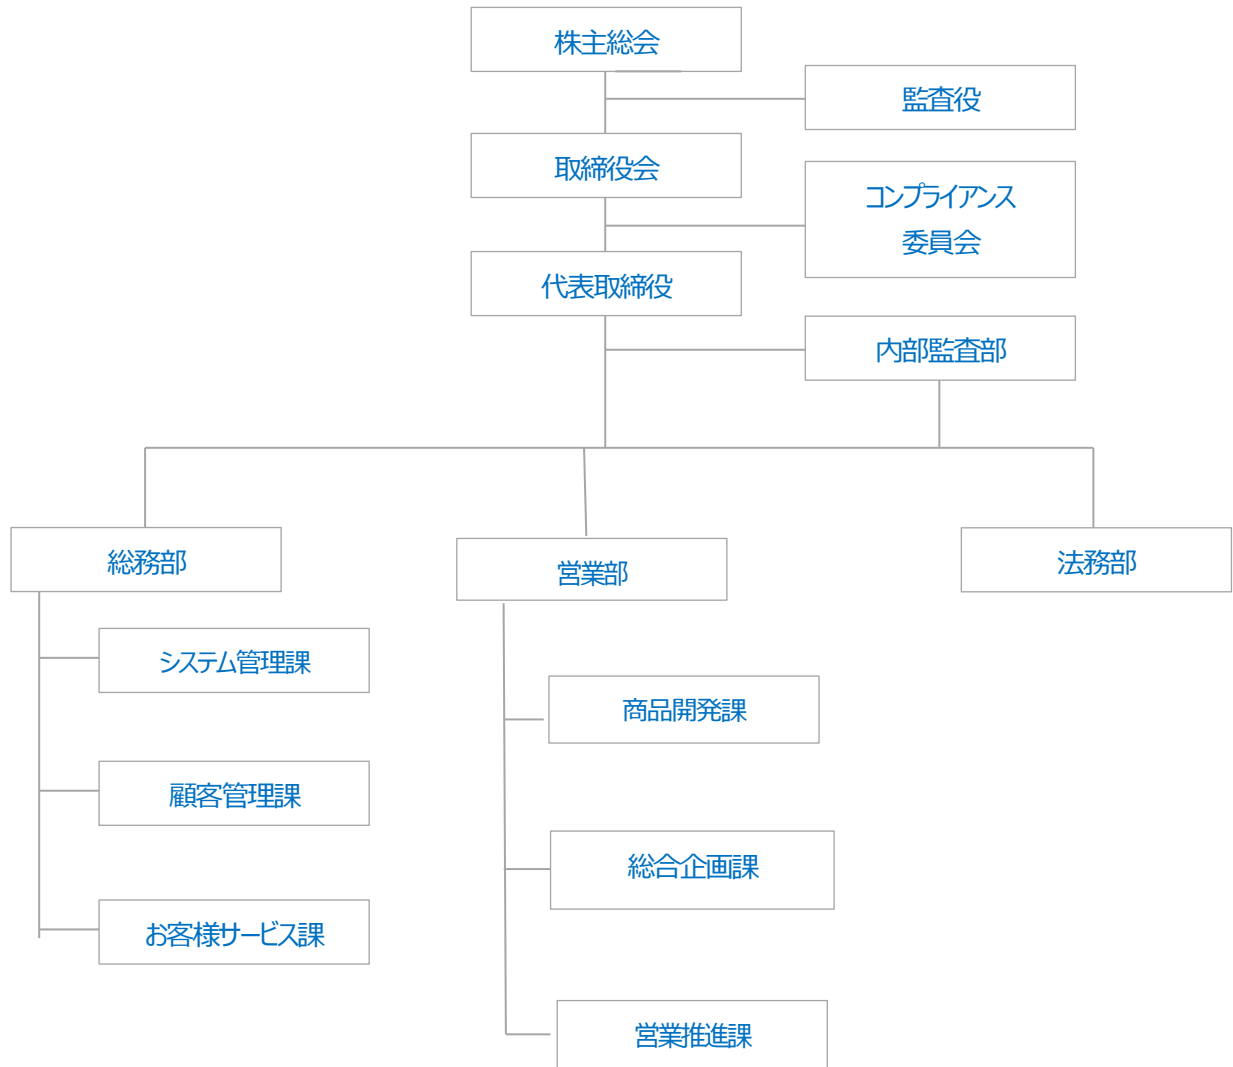 株主総会
監査役
取締役会
コンプライアンス
委員会
代表取締役
内部監査部
総務部
営業部
法務部
システム管理課
商品開発課
顧客管理課
総合企画課
お客様サービス課
営業推進課